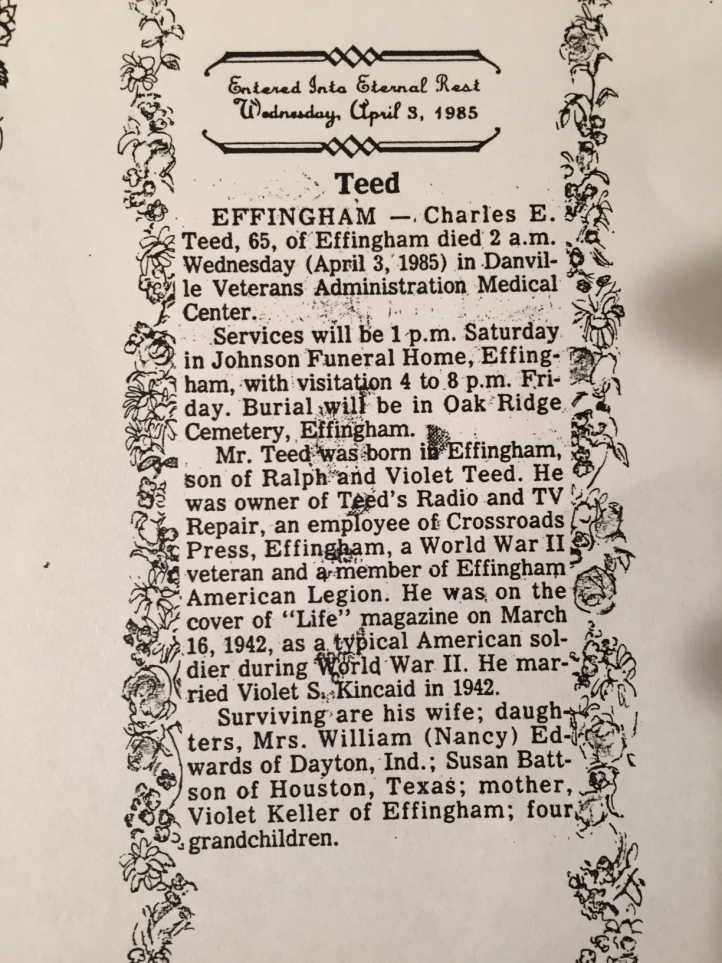 Entered Into Eternal Rest
Wednesday, April 3, 1985
Teed
EFFINGHAM — Charles E.
Teed, 65, of Effingham died 2 a.m.
Wednesday (April 3, 1985) in Danvil-
le Veterans Administration Medical
Center.
Services will be 1 p.m. Saturday
in Johnson Funeral Home, Effing-
ham, with visitation 4 to 8 p.m. Fri-
day. Burial will be in Oak Ridge
Cemetery, Effingham.
Mr. Teed was born in Effingham,
son of Ralph and Violet Teed. He
was owner of Teed's Radio and TV
Repair, an employee of Crossroads
Press, Effingham, a World War II
veteran and a member of Effingham
American Legion. He was on the
cover of "Life" magazine on March
16, 1942, as a typical American sol-
dier during World War II. He mar-
ried Violet S. Kincaid in 1942.
Surviving are his wife; daugh-
ters, Mrs. William (Nancy) Ed-
wards of Dayton, Ind.; Susan Batt-
son of Houston, Texas; mother,
Violet Keller of Effingham; four
grandchildren.